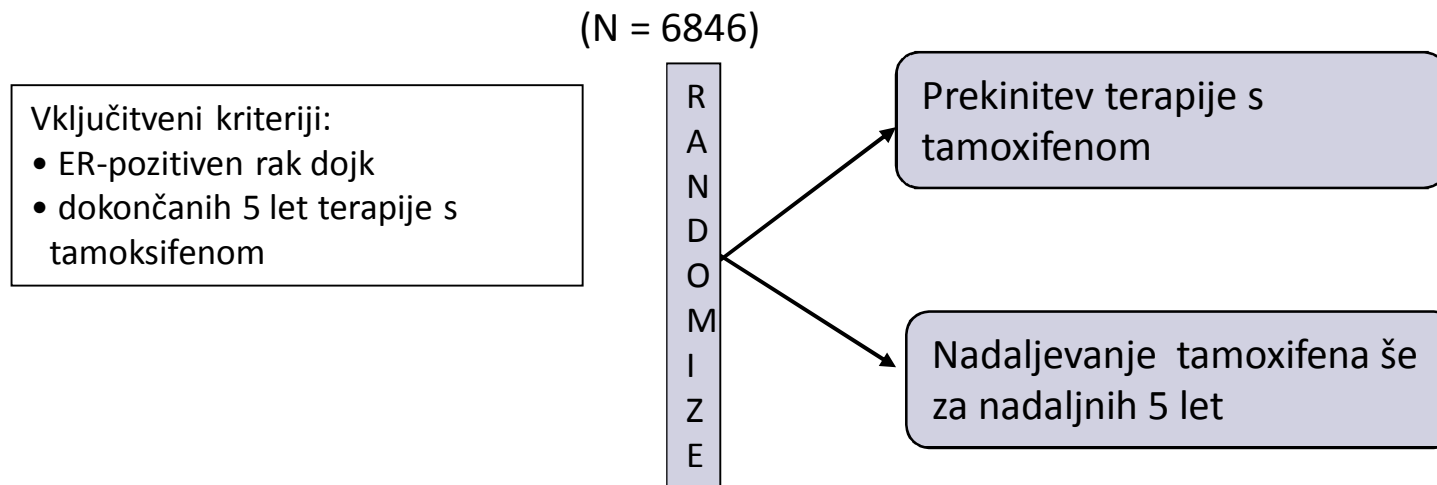 (N = 6846)
Vključitveni kriteriji:
• ER-pozitiven rak dojk
• dokončanih 5 let terapije s
tamoksifenom
R
A
N
D
O
M
I
Z
E
Prekinitev terapije s
tamoxifenom
Nadaljevanje tamoxifena še
za nadaljnih 5 let